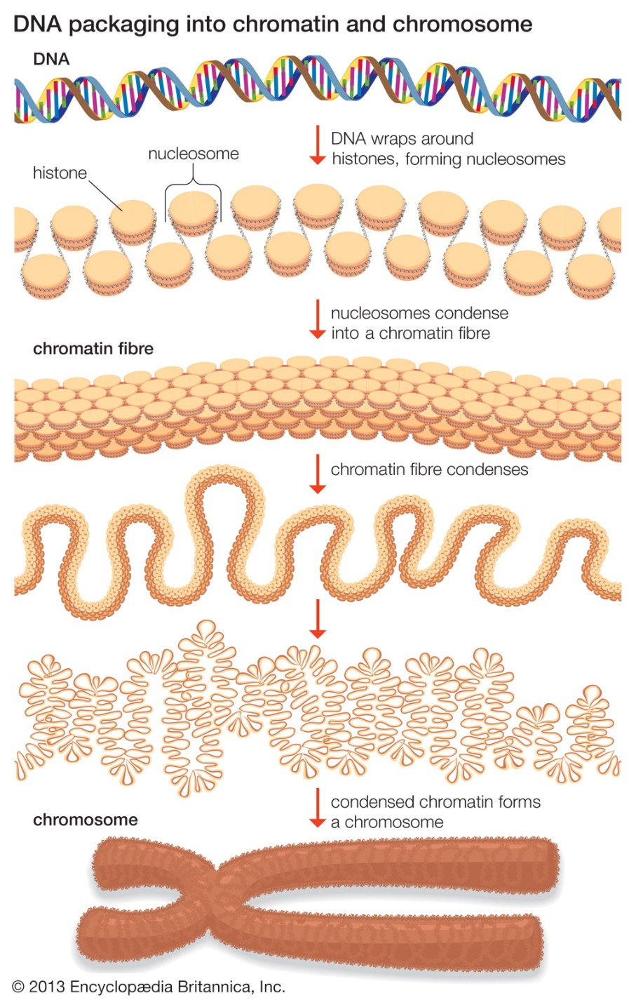 DNA packaging into chromatin and chromosome
DNA
DNA wraps around
histones, forming nucleosomes
nucleosome
histone
nucleosomes condense
into a chromatin fibre
chromatin fibre
chromatin fibre condenses
condensed chromatin forms
a chromosome
chromosome
© 2013 Encyclopædia Britannica, Inc.